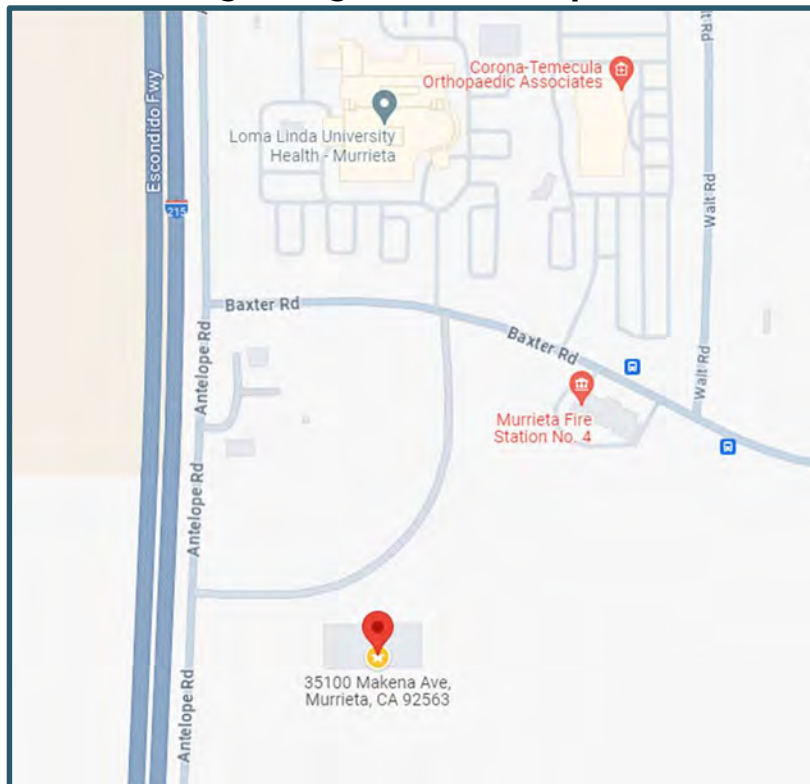 Escondido Fwy
215
Loma Linda University
Health - Murrieta
Corona-Temecula
Orthopaedic Associates
Walt Rd
Walt Rd
Baxter Rd
Baxter Rd
Antelope Rd
Murrieta Fire
Station No. 4
Antelope Rd
Antelope Rd
35100 Makena Ave,
Murrieta, CA 92563